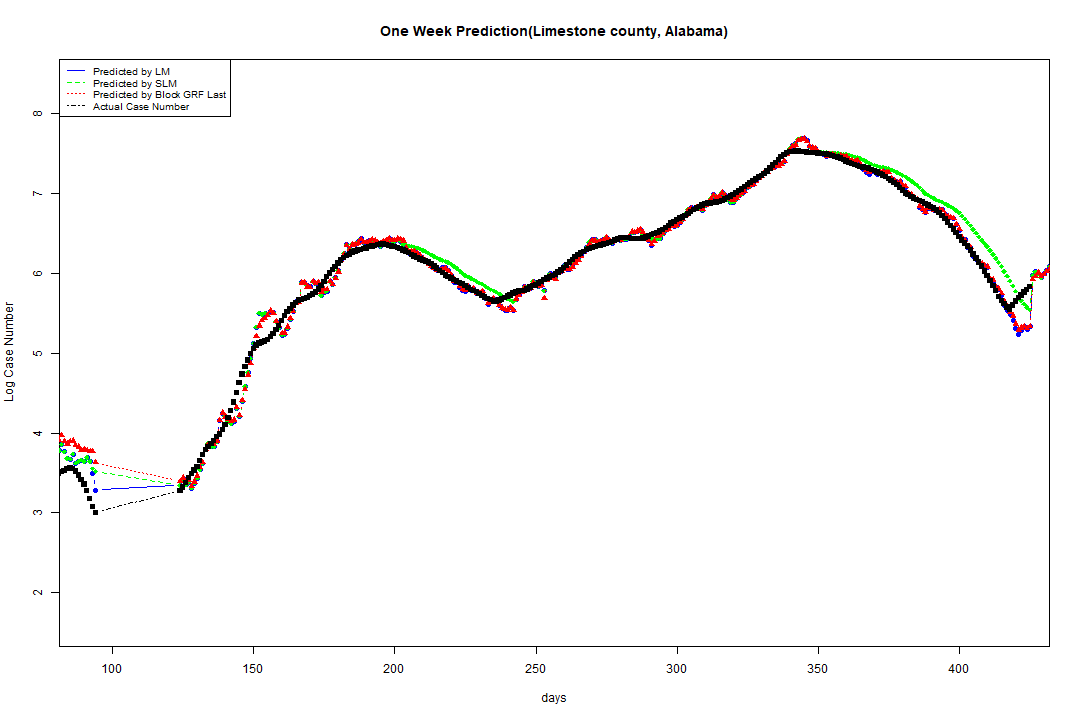 One Week Prediction(Limestone county, Alabama)
Predicted by LM
Predicted by SLM
Predicted by Block GRF Last
Actual Case Number
8
7
6
5
4
3
2
Log Case Number
100 150 200 250 300 350 400
days